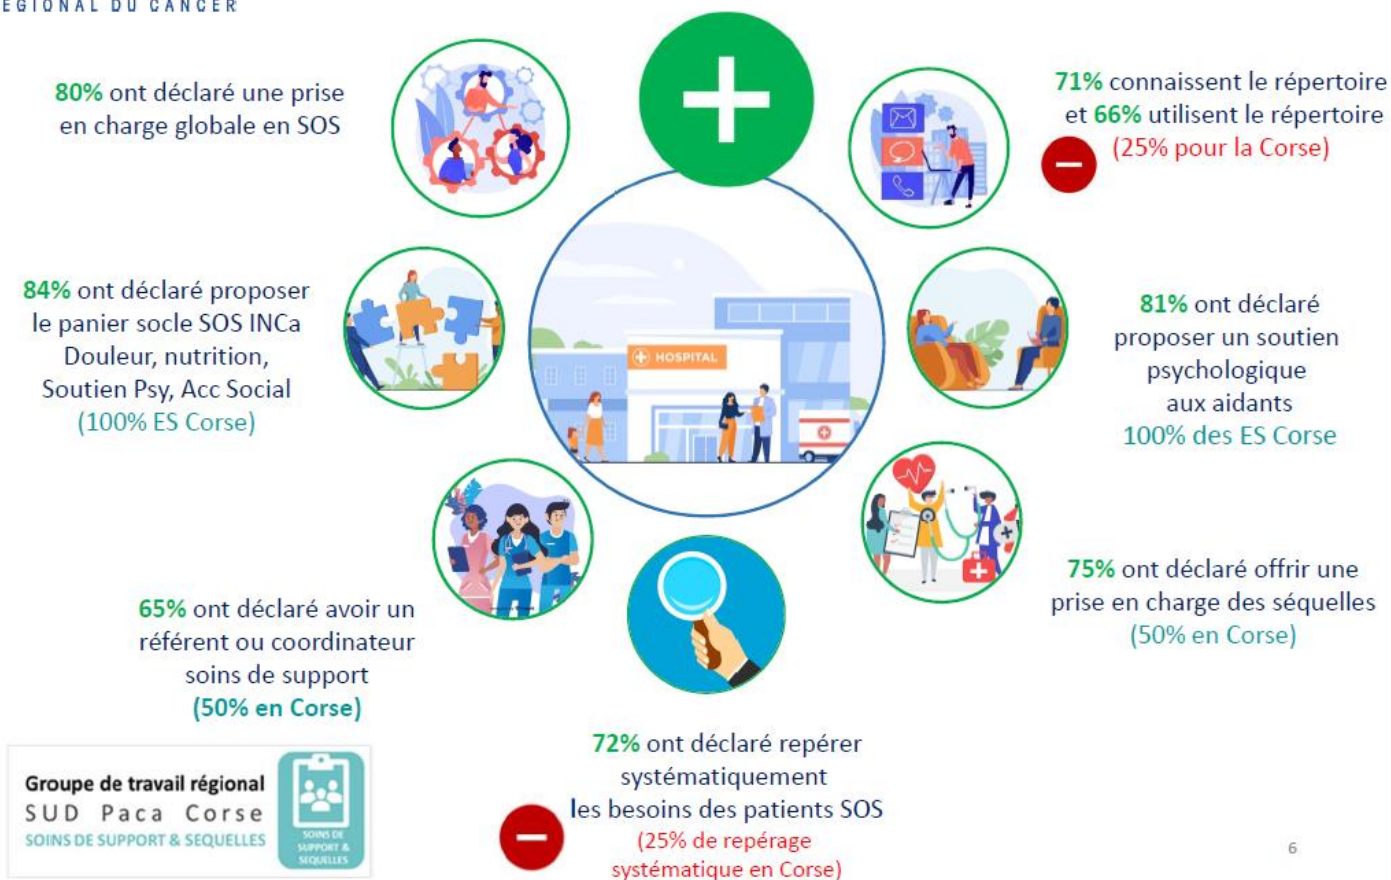 EGIONAL DU CANCER
80% ont déclaré une prise
en charge globale en SOS
71% connaissent le répertoire
et 66% utilisent le répertoire
(25% pour la Corse)
84% ont déclaré proposer
le panier socle SOS INCa
Douleur, nutrition,
Soutien Psy, Acc Social
(100% ES Corse)
HOSPITAL
81% ont déclaré
proposer un soutien
psychologique
aux aidants
100% des ES Corse
65% ont déclaré avoir un
référent ou coordinateur
soins de support
(50% en Corse)
75% ont déclaré offrir une
prise en charge des séquelles
(50% en Corse)
72% ont déclaré repérer
systématiquement
les besoins des patients SOS
(25% de repérage
systématique en Corse)
Groupe de travail régional
SUD Paca Corse
SOINS DE SUPPORT & SEQUELLES
SOINS DE
SUPPORT &
SEQUELLES
6